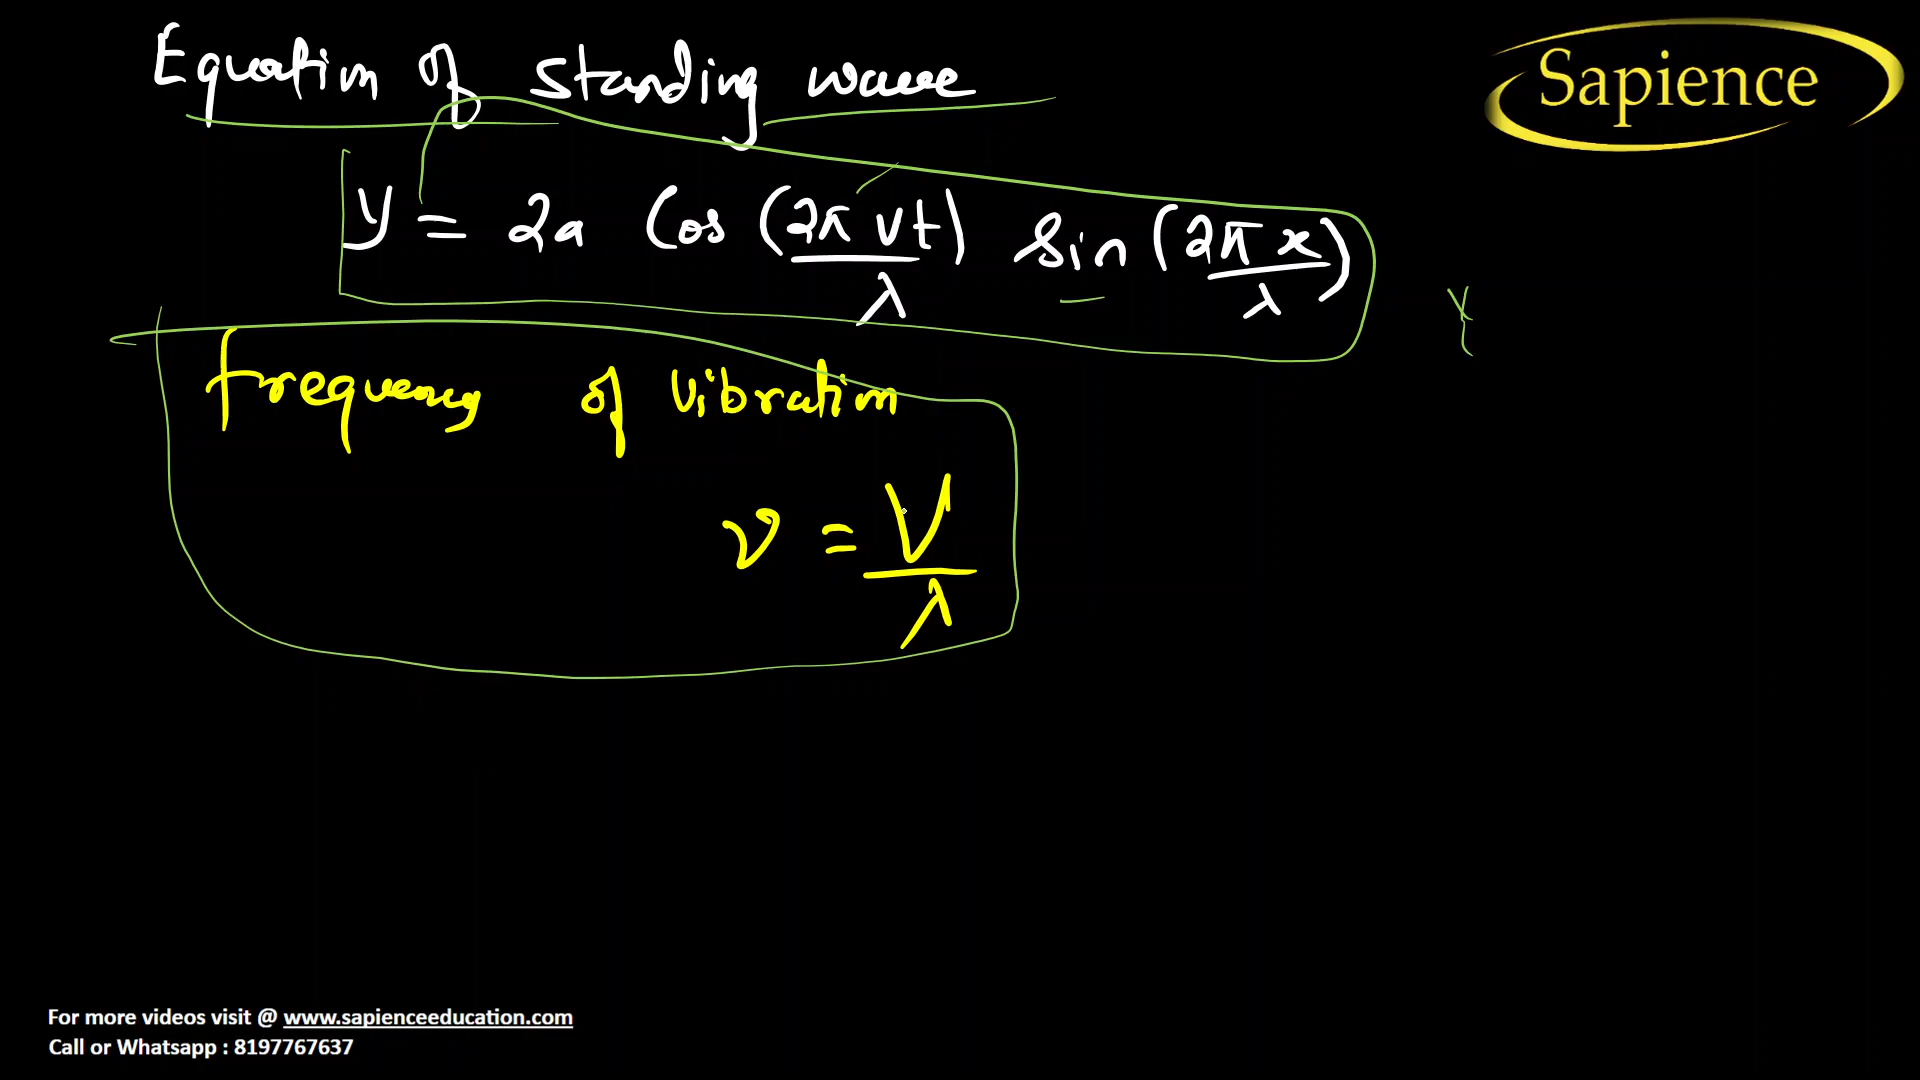 Equation of standing wave
Sapience
y = 2a Cos (2π vt / λ) Sin (2π x / λ)
frequency of vibration
ν = V / λ
For more videos visit @ www.sapienceeducation.com
Call or Whatsapp : 8197767637